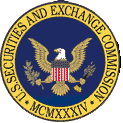 U.S. SECURITIES AND EXCHANGE COMMISSION
MCMXXXIV